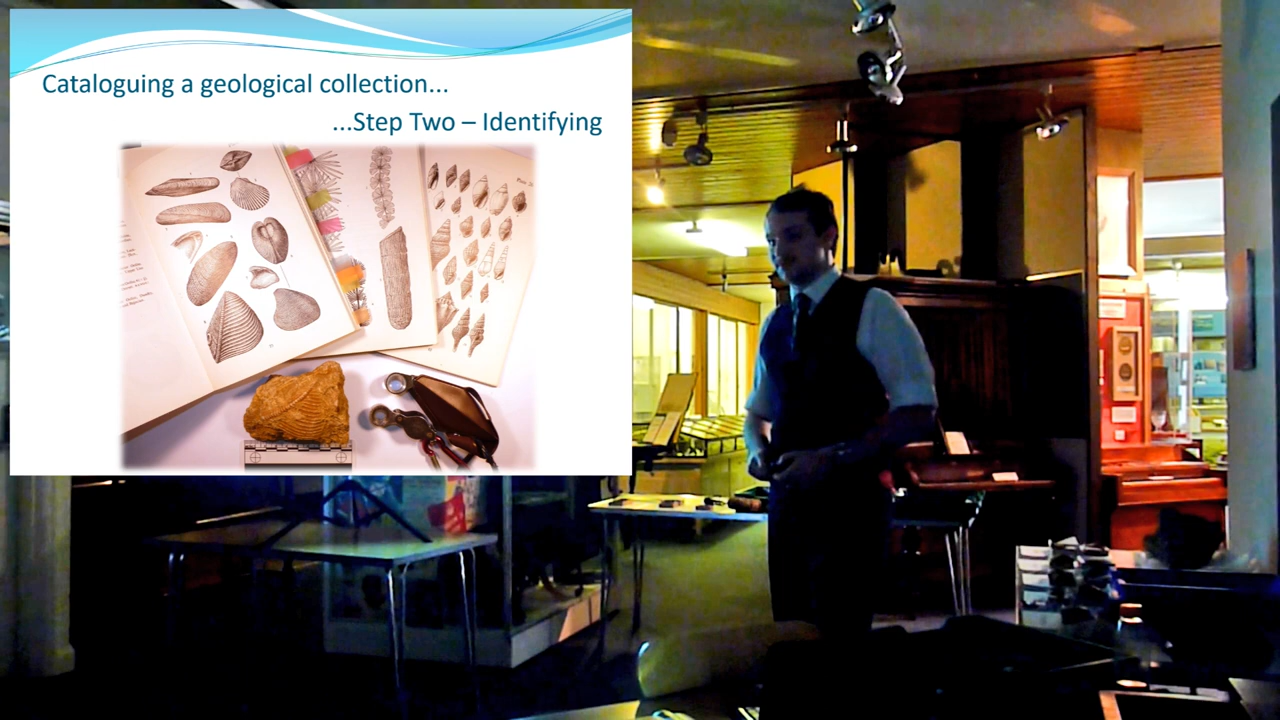 Cataloguing a geological collection...
...Step Two – Identifying